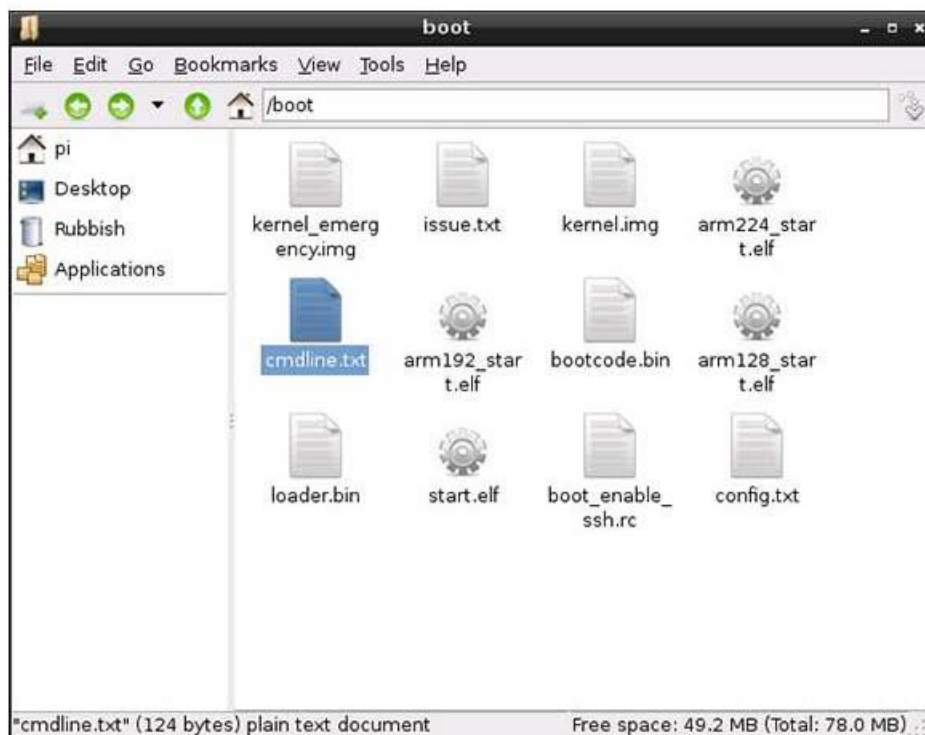 boot
File Edit Go Bookmarks View Tools Help
/boot
pi
Desktop
Rubbish
Applications
kernel_emerg
ency.img
issue.txt
kernel.img
arm224_star
t.elf
cmdline.txt
arm192_star
t.elf
bootcode.bin
arm128_star
t.elf
loader.bin
start.elf
boot_enable_
ssh.rc
config.txt
"cmdline.txt" (124 bytes) plain text document
Free space: 49.2 MB (Total: 78.0 MB)